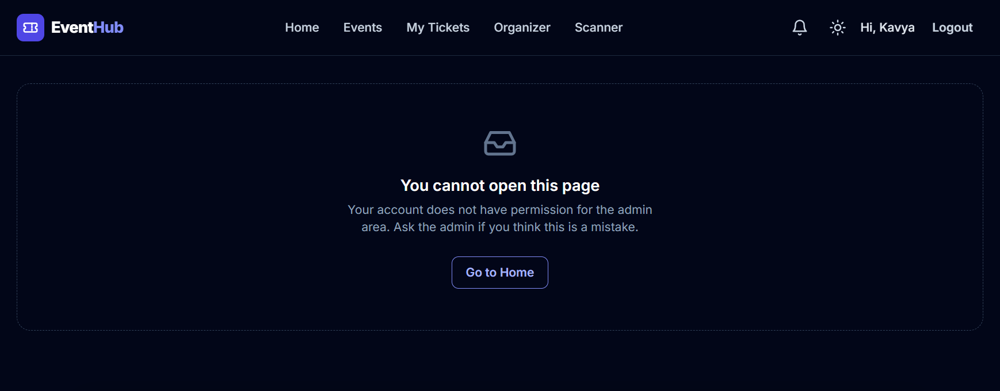 EventHub
Home Events My Tickets Organizer Scanner
Hi, Kavya Logout
You cannot open this page
Your account does not have permission for the admin
area. Ask the admin if you think this is a mistake.
Go to Home